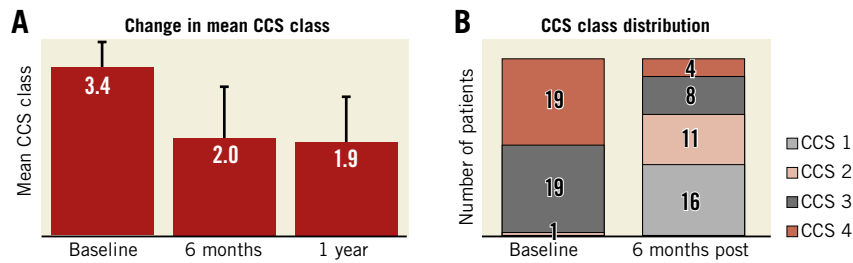 A
Change in mean CCS class
Mean CCS class
3.4
2.0
1.9
Baseline
6 months
1 year
B
CCS class distribution
Number of patients
19
19
1
4
8
11
16
Baseline
6 months post
CCS 1
CCS 2
CCS 3
CCS 4